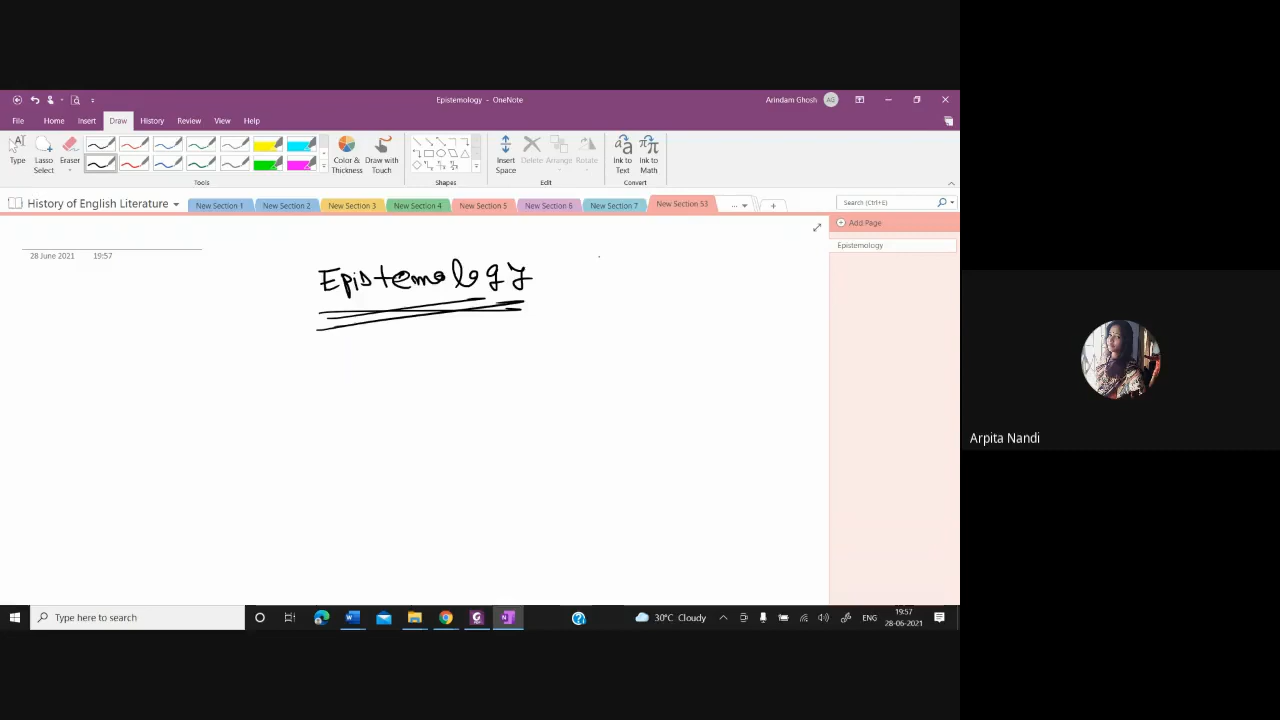 Epistemology - OneNote
Arindam Ghosh
AG
File Home Insert Draw History Review View Help
Type
Lasso Select
Eraser
Color & Thickness
Draw with Touch
Insert Space
Delete
Arrange
Rotate
Ink to Text
Ink to Math
Tools
Shapes
Edit
Convert
History of English Literature
New Section 1
New Section 2
New Section 3
New Section 4
New Section 5
New Section 6
New Section 7
New Section 53
...
Search (Ctrl+E)
Add Page
Epistemology
28 June 2021 19:57
Epistemology
Arpita Nandi
Type here to search
30°C Cloudy
ENG
19:57
28-06-2021